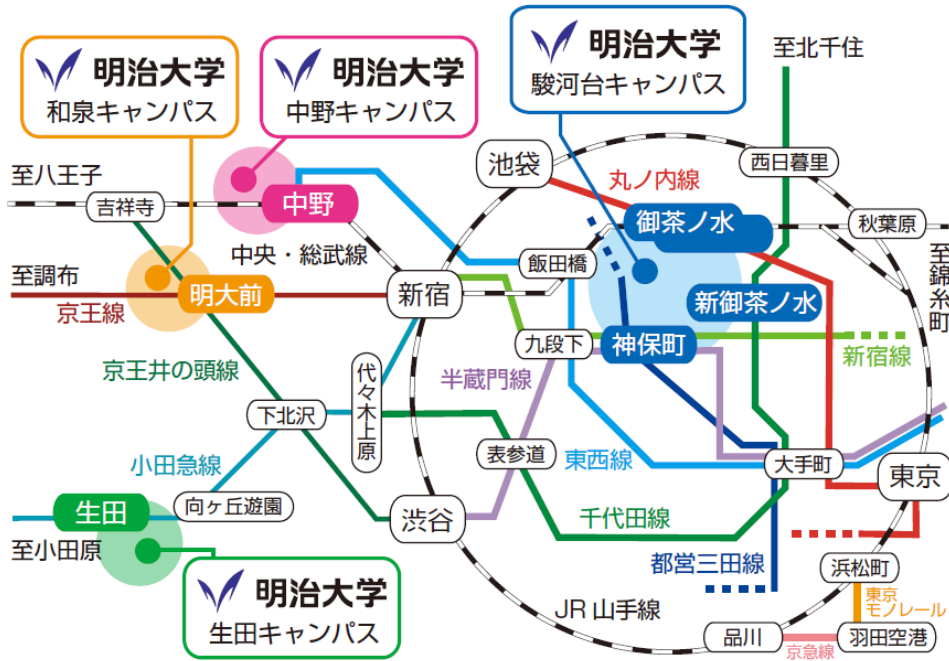 明治大学
和泉キャンパス
明治大学
中野キャンパス
明治大学
駿河台キャンパス
至北千住
至八王子
吉祥寺
中野
中央・総武線
池袋
丸ノ内線
西日暮里
御茶ノ水
秋葉原
至錦糸町
飯田橋
至調布
京王線
明大前
新宿
新御茶ノ水
九段下
神保町
新宿線
京王井の頭線
半蔵門線
代々木上原
下北沢
表参道
東西線
大手町
東京
小田急線
生田
向ヶ丘遊園
渋谷
千代田線
至小田原
都営三田線
浜松町
東京
モノレール
明治大学
生田キャンパス
JR山手線
品川
京急線
羽田空港